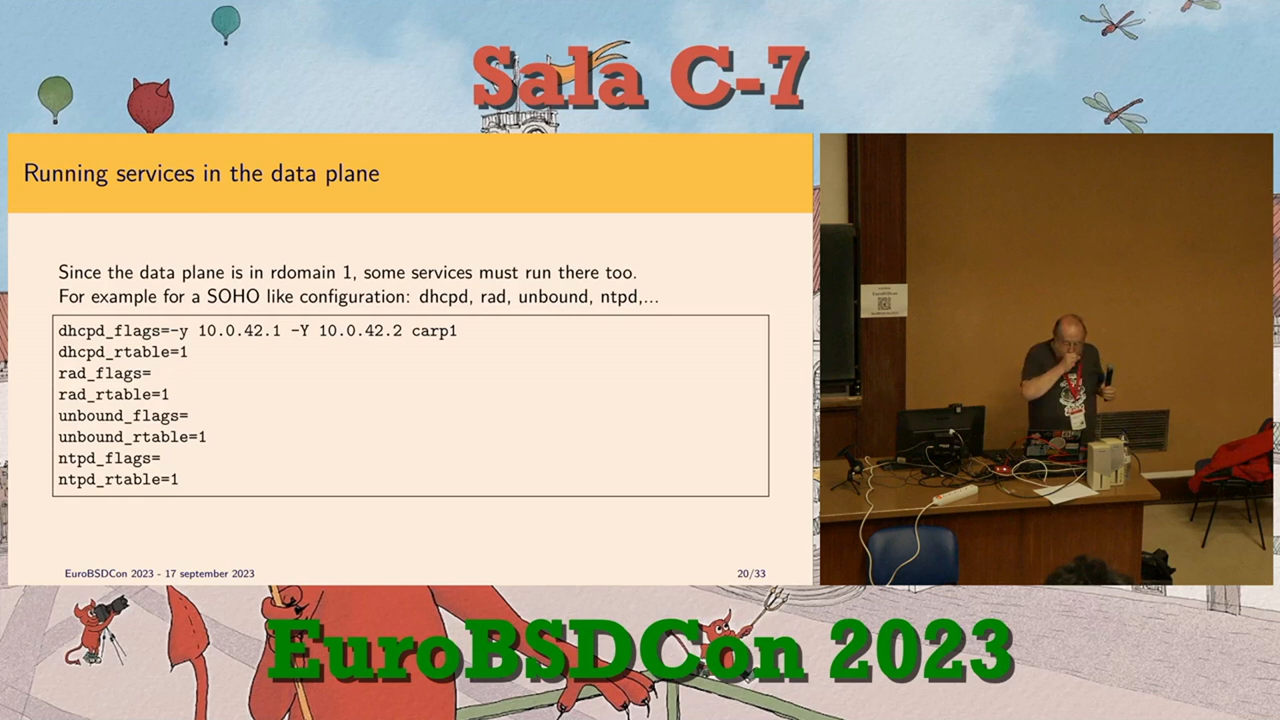 Sala C-7
Running services in the data plane
Since the data plane is in rdomain 1, some services must run there too.
For example for a SOHO like configuration: dhcpd, rad, unbound, ntpd,...
dhcpd_flags=-y 10.0.42.1 -Y 10.0.42.2 carp1
dhcpd_rtable=1
rad_flags=
rad_rtable=1
unbound_flags=
unbound_rtable=1
ntpd_flags=
ntpd_rtable=1
EuroBSDCon 2023 - 17 september 2023
20/33
EuroBSDCon 2023